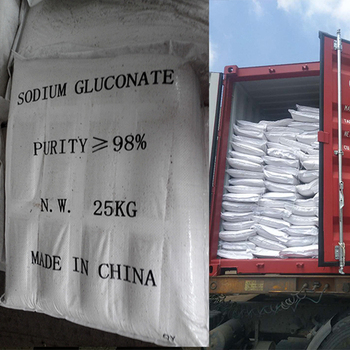 SODIUM GLUCONATE
PURITY≥98%
N.W. 25KG
MADE IN CHINA